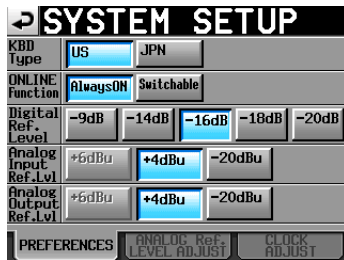 SYSTEM SETUP
KBD Type US JPN
ONLINE Function AlwaysON Switchable
Digital Ref. Level -9dB -14dB -16dB -18dB -20dB
Analog Input Ref.Lvl +6dBu +4dBu -20dBu
Analog Output Ref.Lvl +6dBu +4dBu -20dBu
PREFERENCES ANALOG Ref. LEVEL ADJUST CLOCK ADJUST